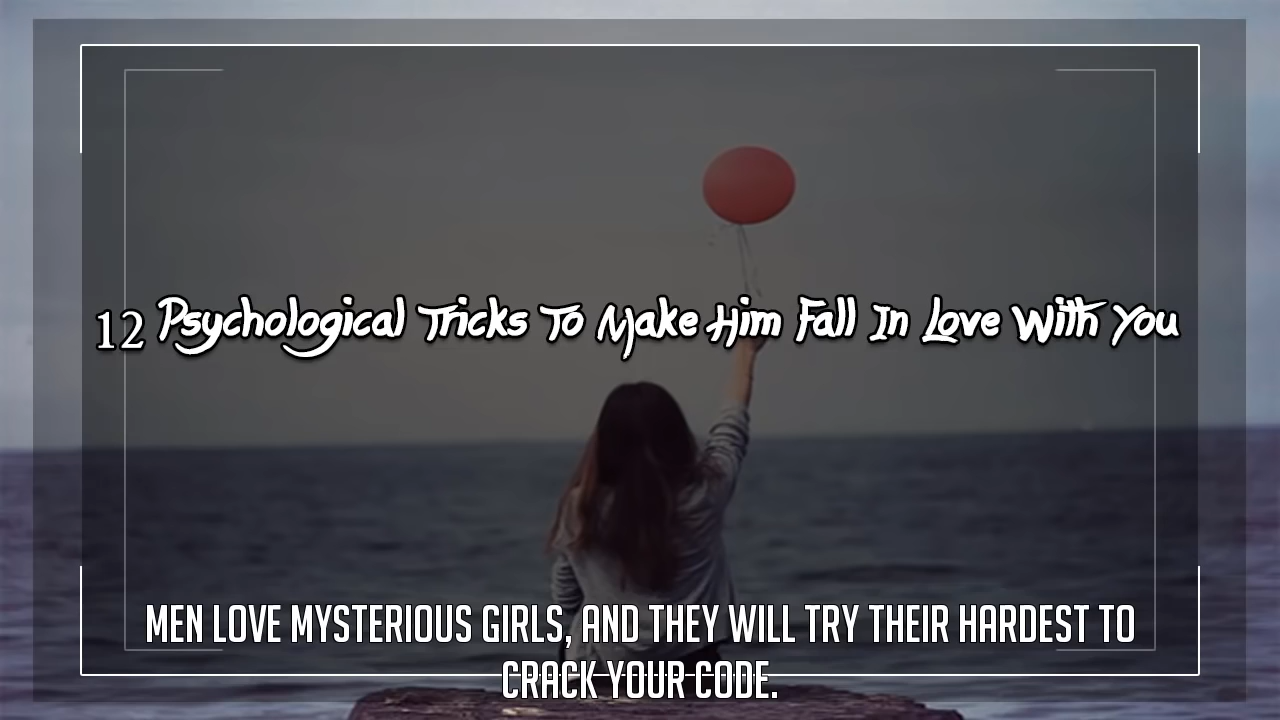 12 Psychological Tricks To Make Him Fall In Love With You
MEN LOVE MYSTERIOUS GIRLS, AND THEY WILL TRY THEIR HARDEST TO
CRACK YOUR CODE.